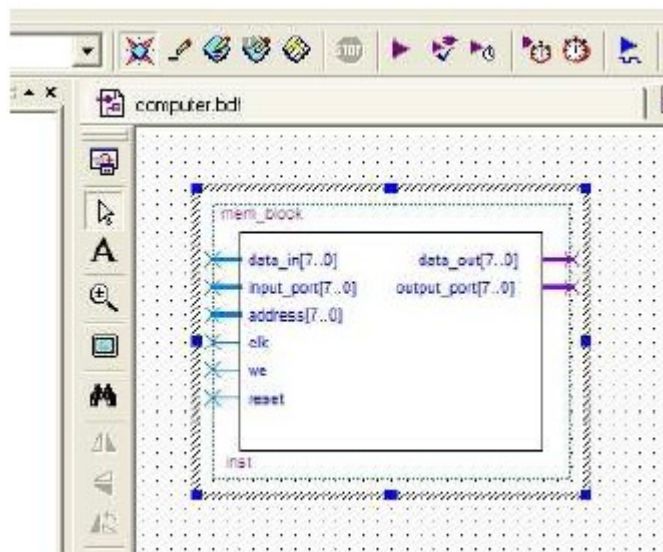 STOP
computer.bdf
mem_block
data_in[7..0] data_out[7..0]
input_port[7..0] output_port[7..0]
address[7..0]
clk
we
reset
inst
A